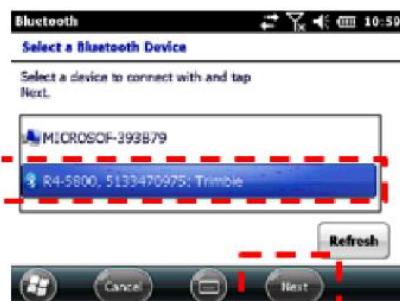 Bluetooth 10:59
Select a Bluetooth Device
Select a device to connect with and tap
Next.
MICROSOF-393B79
R4-5800, 5133470975: Trimble
Refresh
Cancel Next